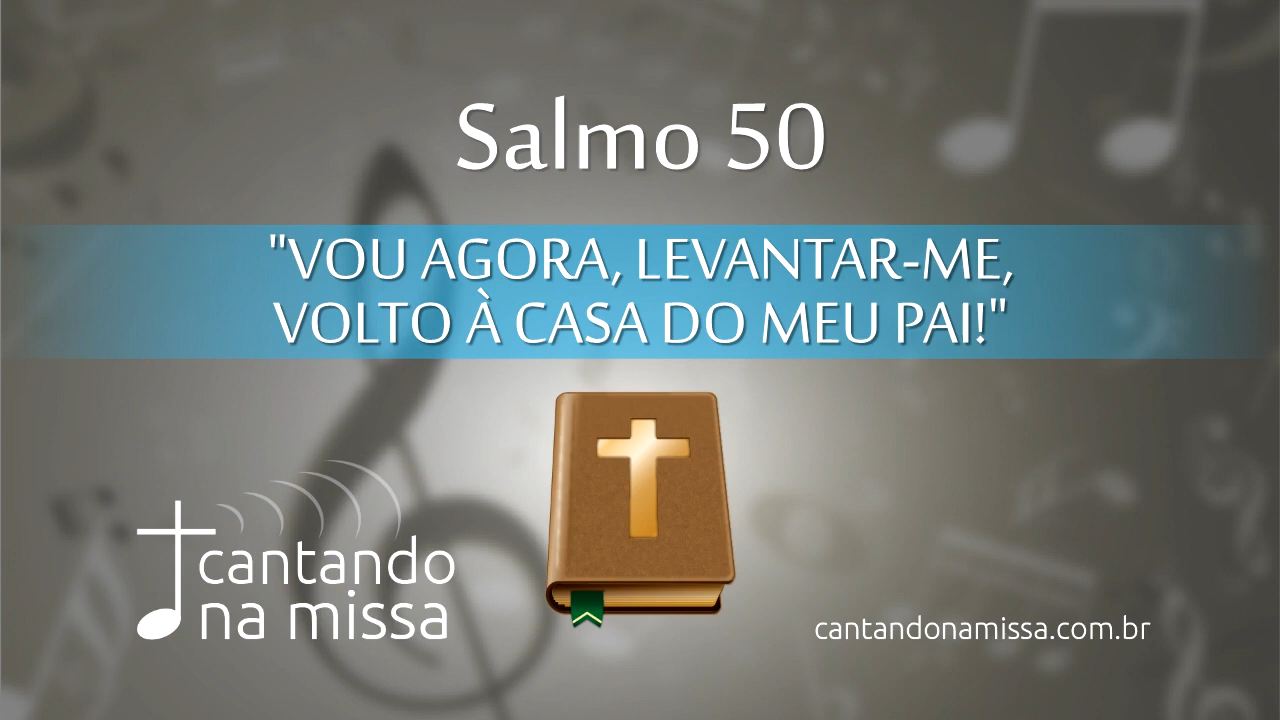 Salmo 50
"VOU AGORA, LEVANTAR-ME,
VOLTO À CASA DO MEU PAI!"
cantando
na missa
cantandonamissa.com.br